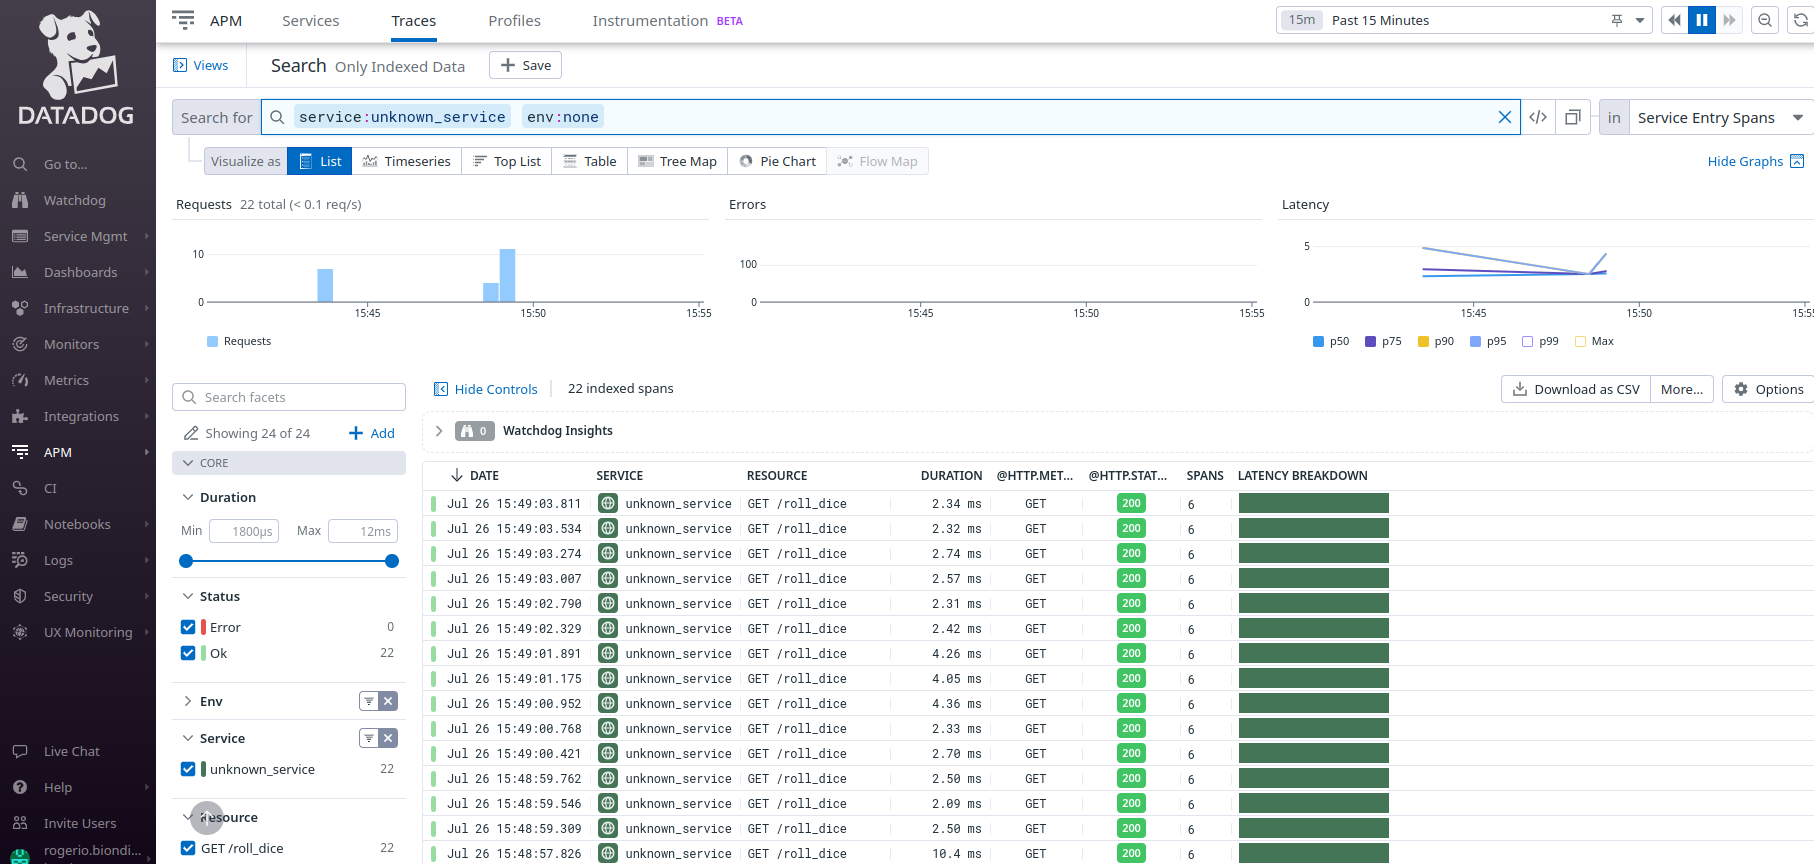 DATADOG
Go to...
Watchdog
Service Mgmt
Dashboards
Infrastructure
Monitors
Metrics
Integrations
APM
CI
Notebooks
Logs
Security
UX Monitoring
Live Chat
Help
Invite Users
rogerio.biondi...
APM Services Traces Profiles Instrumentation BETA
15m Past 15 Minutes
Views Search Only Indexed Data Save
Search for service:unknown_service env:none in Service Entry Spans
Visualize as List Timeseries Top List Table Tree Map Pie Chart Flow Map Hide Graphs
Requests 22 total (< 0.1 req/s)
10
0
15:45 15:50 15:55
Requests
Errors
100
0
15:45 15:50 15:55
Latency
5
0
15:45 15:50
p50 p75 p90 p95 p99 Max
Search facets
Showing 24 of 24 Add
CORE
Duration
Min 1800µs Max 12ms
Status
Error 0
Ok 22
Env
Service
unknown_service 22
GET /roll_dice 22
Hide Controls 22 indexed spans Download as CSV More... Options
0 Watchdog Insights
DATE SERVICE RESOURCE DURATION @HTTP.MET... @HTTP.STAT... SPANS LATENCY BREAKDOWN
Jul 26 15:49:03.811 unknown_service GET /roll_dice 2.34 ms GET 200 6
Jul 26 15:49:03.534 unknown_service GET /roll_dice 2.32 ms GET 200 6
Jul 26 15:49:03.274 unknown_service GET /roll_dice 2.74 ms GET 200 6
Jul 26 15:49:03.007 unknown_service GET /roll_dice 2.57 ms GET 200 6
Jul 26 15:49:02.790 unknown_service GET /roll_dice 2.31 ms GET 200 6
Jul 26 15:49:02.329 unknown_service GET /roll_dice 2.42 ms GET 200 6
Jul 26 15:49:01.891 unknown_service GET /roll_dice 4.26 ms GET 200 6
Jul 26 15:49:01.175 unknown_service GET /roll_dice 4.05 ms GET 200 6
Jul 26 15:49:00.952 unknown_service GET /roll_dice 4.36 ms GET 200 6
Jul 26 15:49:00.768 unknown_service GET /roll_dice 2.33 ms GET 200 6
Jul 26 15:49:00.421 unknown_service GET /roll_dice 2.70 ms GET 200 6
Jul 26 15:48:59.762 unknown_service GET /roll_dice 2.50 ms GET 200 6
Jul 26 15:48:59.546 unknown_service GET /roll_dice 2.09 ms GET 200 6
Jul 26 15:48:59.309 unknown_service GET /roll_dice 2.50 ms GET 200 6
Jul 26 15:48:57.826 unknown_service GET /roll_dice 10.4 ms GET 200 6